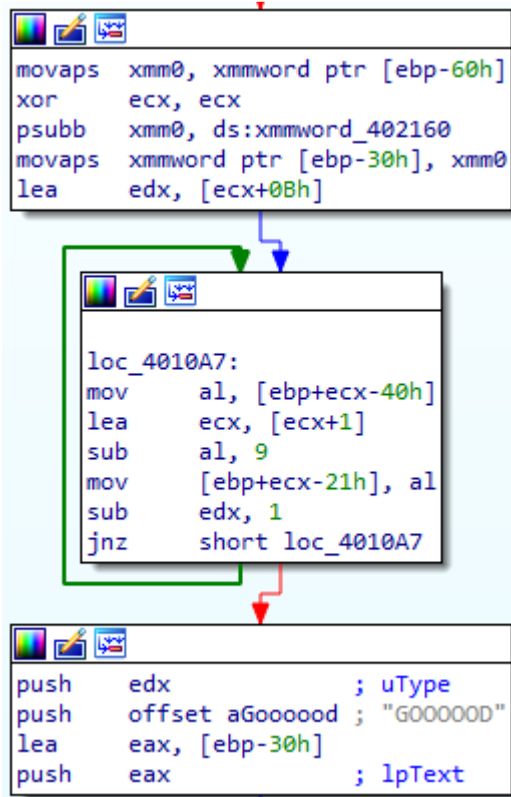 movaps xmm0, xmmword ptr [ebp-60h]
xor ecx, ecx
psubb xmm0, ds:xmmword_402160
movaps xmmword ptr [ebp-30h], xmm0
lea edx, [ecx+0Bh]
loc_4010A7:
mov al, [ebp+ecx-40h]
lea ecx, [ecx+1]
sub al, 9
mov [ebp+ecx-21h], al
sub edx, 1
jnz short loc_4010A7
push edx ; uType
push offset aGoooood ; "GOOOOOD"
lea eax, [ebp-30h]
push eax ; lpText